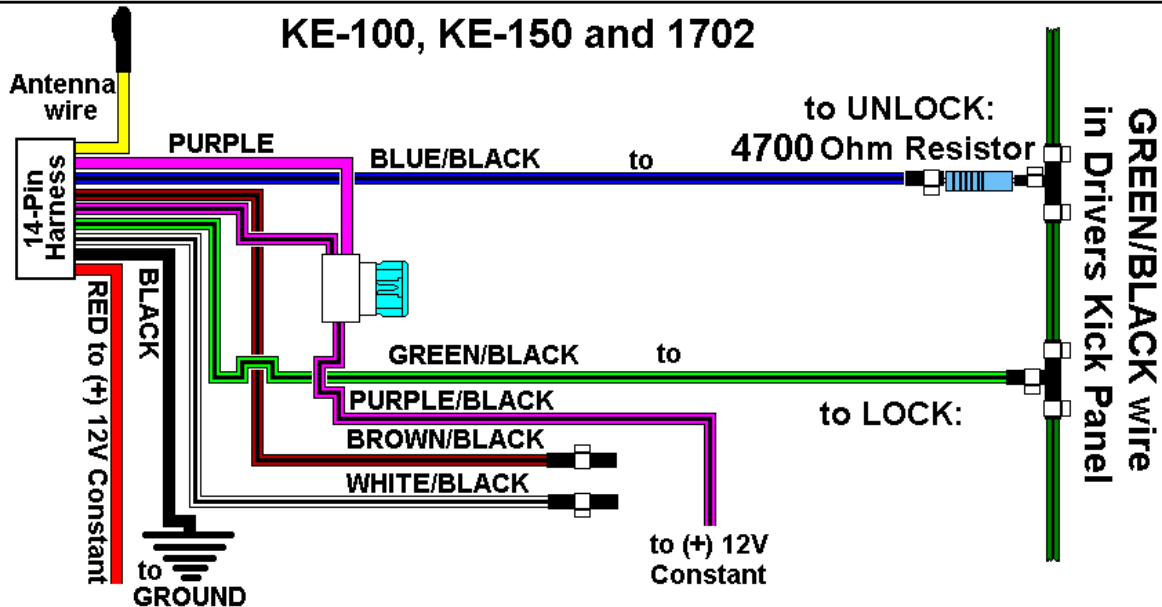 KE-100, KE-150 and 1702
Antenna
wire
14-Pin
Harness
PURPLE
BLUE/BLACK to
to UNLOCK:
4700 Ohm Resistor
GREEN/BLACK wire
in Drivers Kick Panel
RED to (+) 12V Constant
BLACK
GREEN/BLACK to
PURPLE/BLACK
to LOCK:
BROWN/BLACK
WHITE/BLACK
to (+) 12V
Constant
to
GROUND